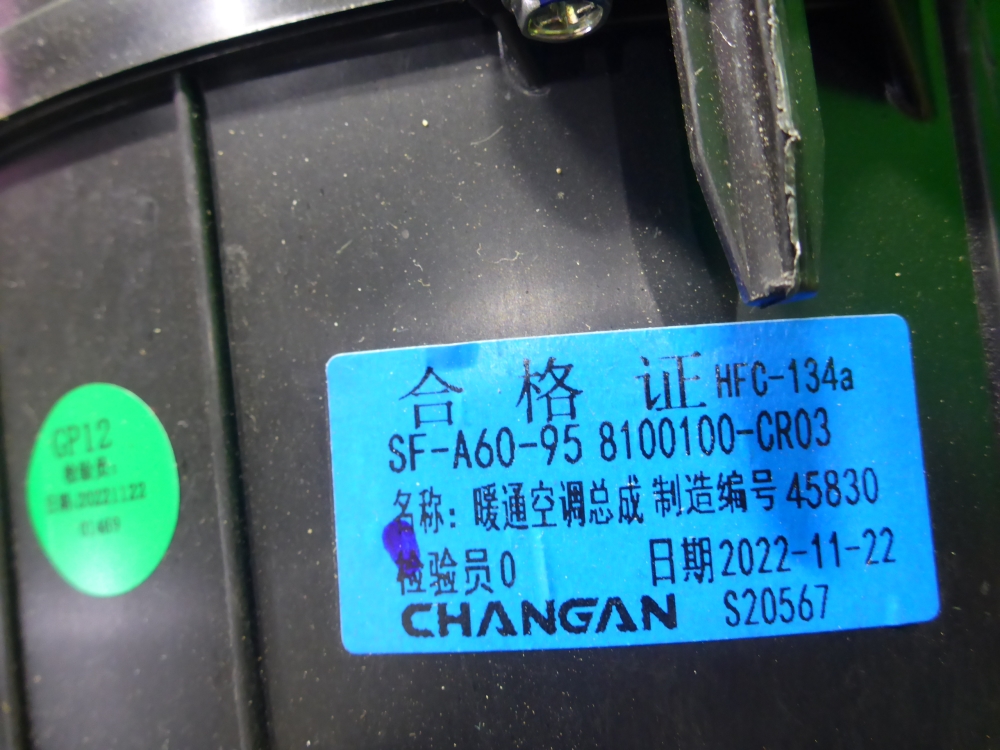 合格证 HFC-134a
SF-A60-95 8100100-CR03
名称：暖通空调总成 制造编号 45830
检验员0 日期 2022-11-22
CHANGAN S20567
GP12
日期:20221122